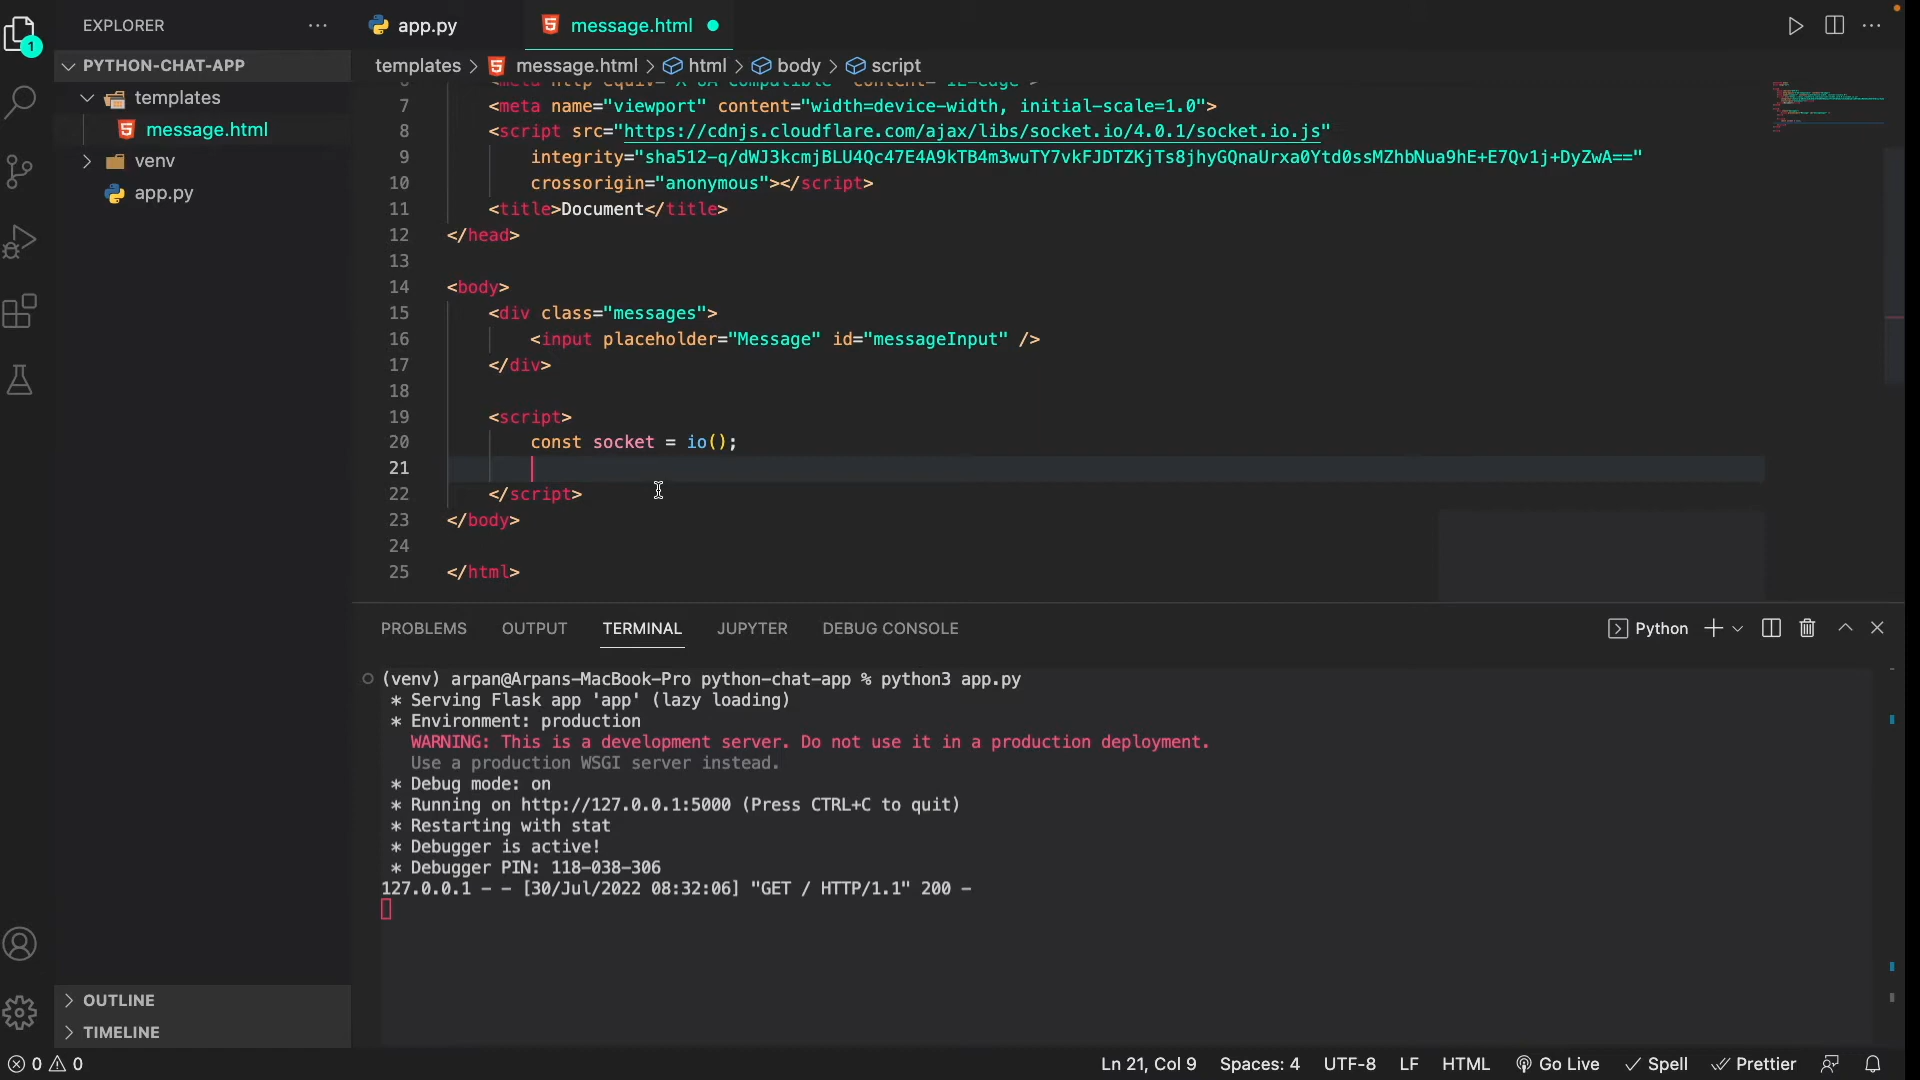 EXPLORER
1
PYTHON-CHAT-APP
templates
message.html
venv
app.py
OUTLINE
TIMELINE
app.py
message.html
templates > message.html > html > body > script
7 <meta name="viewport" content="width=device-width, initial-scale=1.0">
8 <script src="https://cdnjs.cloudflare.com/ajax/libs/socket.io/4.0.1/socket.io.js"
9 integrity="sha512-q/dWJ3kcmjBLU4Qc47E4A9kTB4m3wuTY7vkFJDTZKjTs8jhyGQnaUrxa0Ytd0ssMZhbNua9hE+E7Qv1j+DyZwA=="
10 crossorigin="anonymous"></script>
11 <title>Document</title>
12 </head>
13
14 <body>
15 <div class="messages">
16 <input placeholder="Message" id="messageInput" />
17 </div>
18
19 <script>
20 const socket = io();
21
22 </script>
23 </body>
24
25 </html>
PROBLEMS OUTPUT TERMINAL JUPYTER DEBUG CONSOLE
Python
(venv) arpan@Arpans-MacBook-Pro python-chat-app % python3 app.py
* Serving Flask app 'app' (lazy loading)
* Environment: production
WARNING: This is a development server. Do not use it in a production deployment.
Use a production WSGI server instead.
* Debug mode: on
* Running on http://127.0.0.1:5000 (Press CTRL+C to quit)
* Restarting with stat
* Debugger is active!
* Debugger PIN: 118-038-306
127.0.0.1 - - [30/Jul/2022 08:32:06] "GET / HTTP/1.1" 200 -
0 0 Ln 21, Col 9 Spaces: 4 UTF-8 LF HTML Go Live Spell Prettier